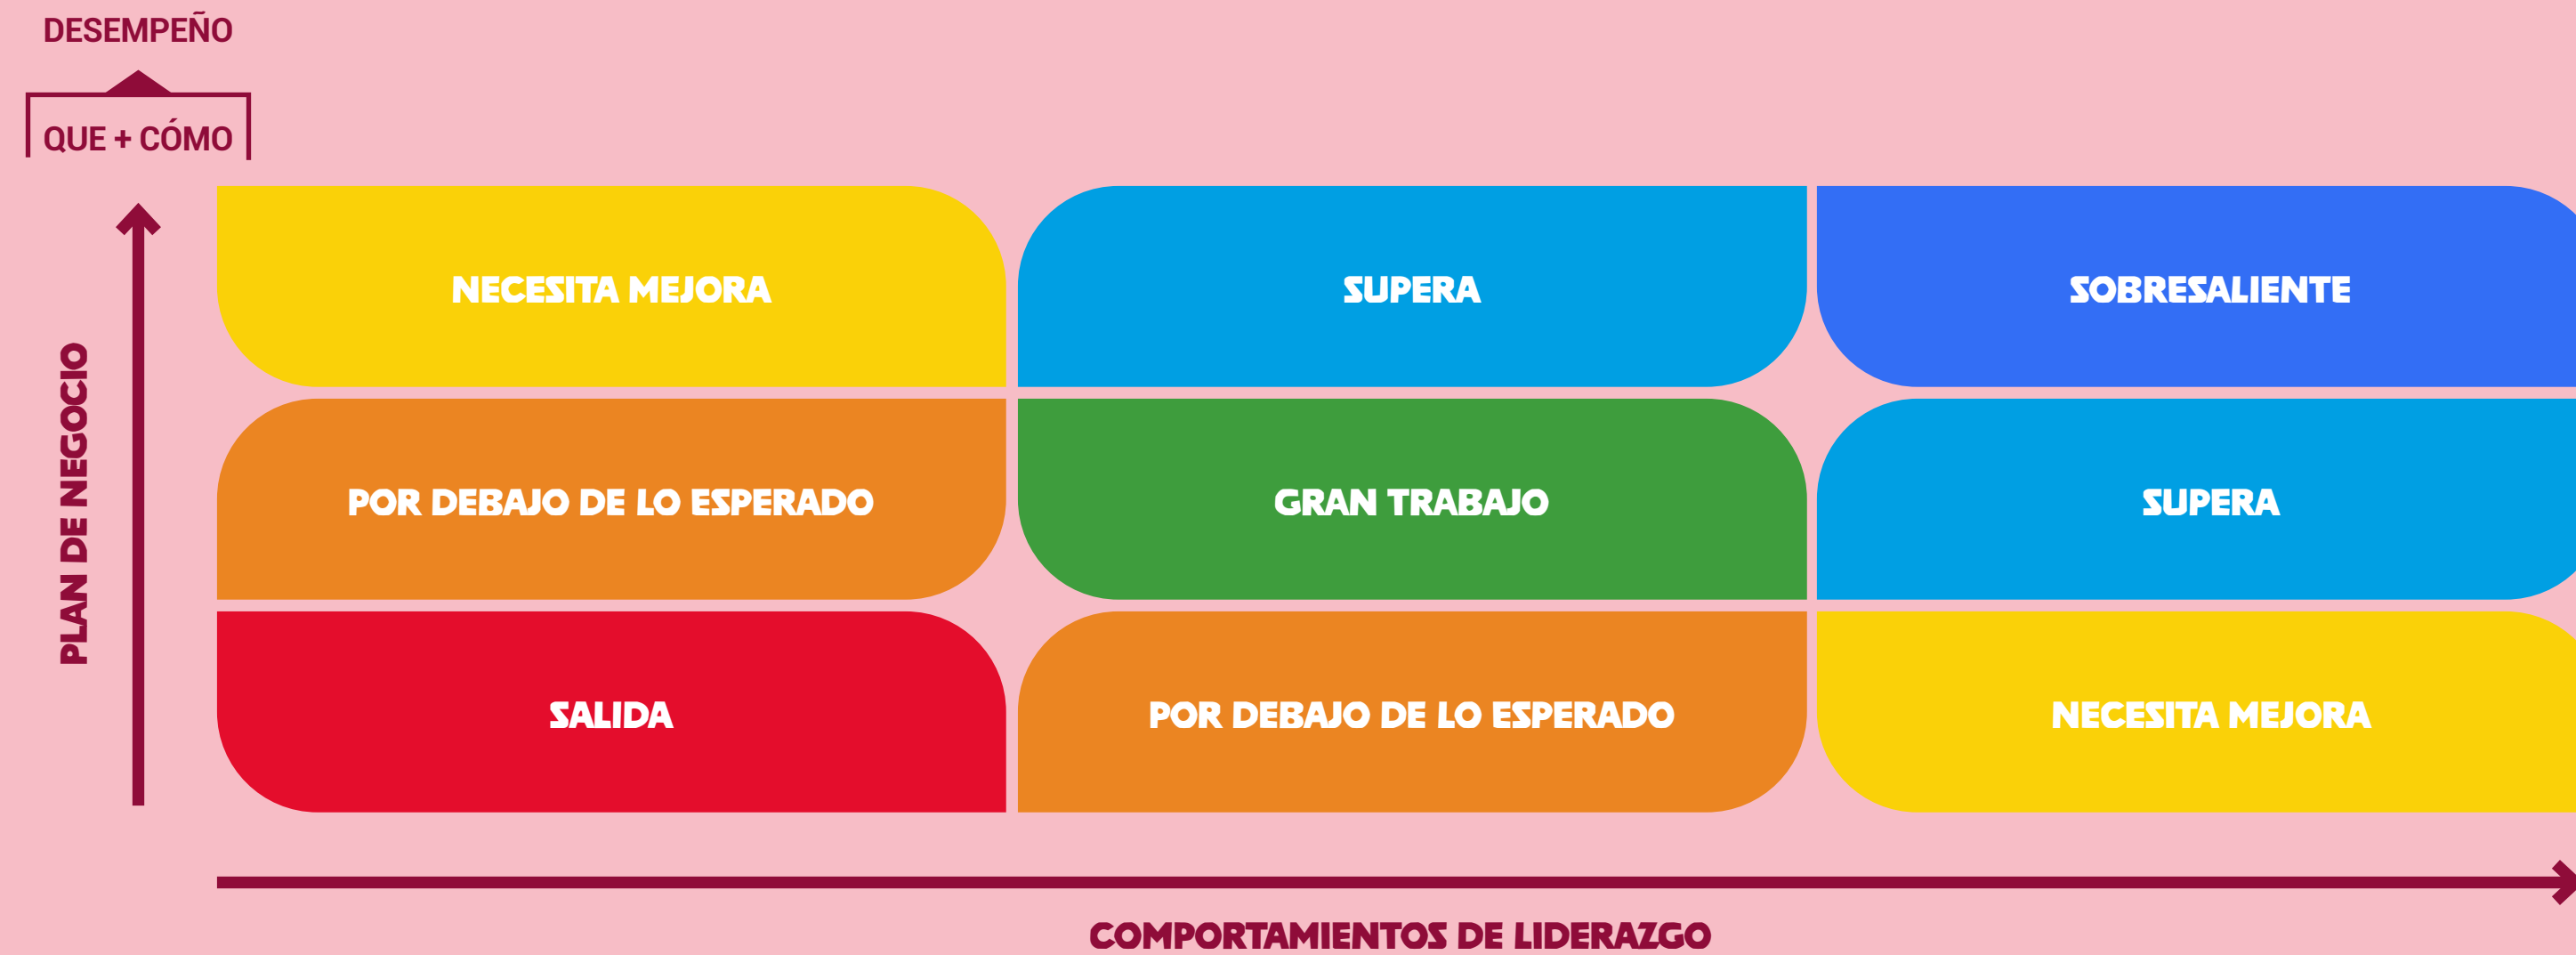 DESEMPEÑO
QUE + CÓMO
PLAN DE NEGOCIO
NECESITA MEJORA
SUPERA
SOBRESALIENTE
POR DEBAJO DE LO ESPERADO
GRAN TRABAJO
SUPERA
SALIDA
POR DEBAJO DE LO ESPERADO
NECESITA MEJORA
COMPORTAMIENTOS DE LIDERAZGO